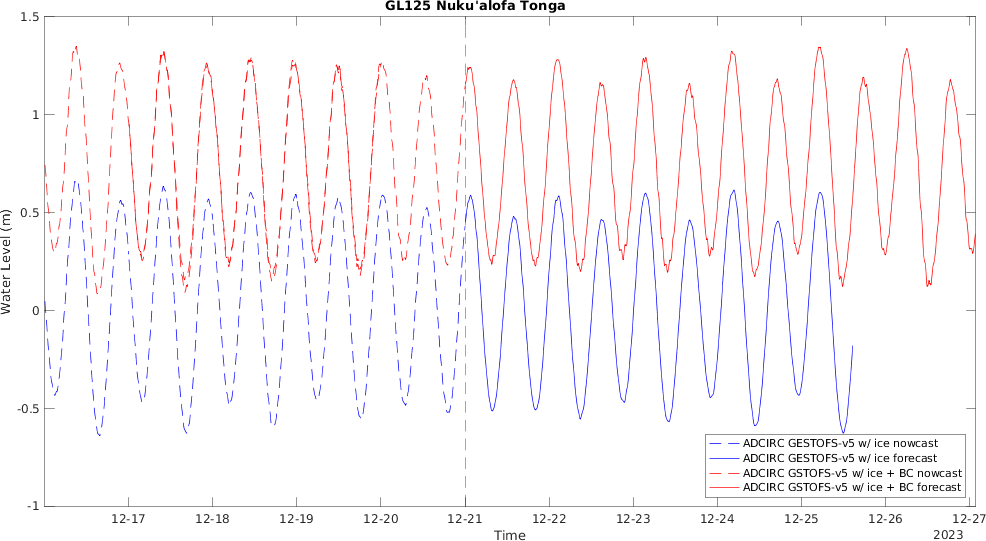 GL125 Nuku'alofa Tonga
Water Level (m)
1.5
1
0.5
0
-0.5
-1
ADCIRC GESTOFS-v5 w/ ice nowcast
ADCIRC GESTOFS-v5 w/ ice forecast
ADCIRC GSTOFS-v5 w/ ice + BC nowcast
ADCIRC GSTOFS-v5 w/ ice + BC forecast
12-17 12-18 12-19 12-20 12-21 12-22 12-23 12-24 12-25 12-26 12-27
Time
2023